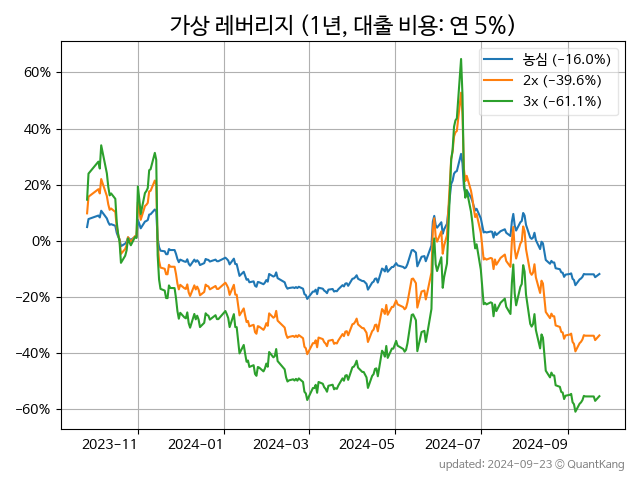 가상 레버리지 (1년, 대출 비용: 연 5%)
농심 (−16.0%)
2x (−39.6%)
3x (−61.1%)
60%
40%
20%
0%
−20%
−40%
−60%
2023-11
2024-01
2024-03
2024-05
2024-07
2024-09
updated: 2024-09-23 © QuantKang